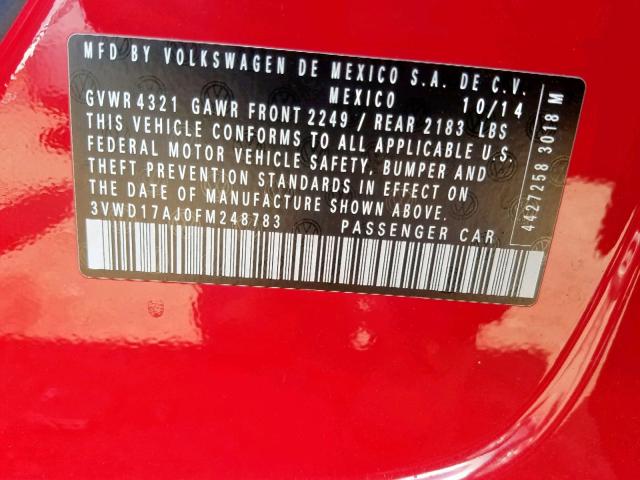 MFD BY VOLKSWAGEN DE MEXICO S.A. DE C.V.
MEXICO 10/14
GVWR 4321 GAWR FRONT 2249 / REAR 2183 LBS
THIS VEHICLE CONFORMS TO ALL APPLICABLE U.S.
FEDERAL MOTOR VEHICLE SAFETY, BUMPER AND
THEFT PREVENTION STANDARDS IN EFFECT ON
THE DATE OF MANUFACTURE SHOWN ABOVE.
3VWD17AJ0FM248783 PASSENGER CAR
4427258 3018 M